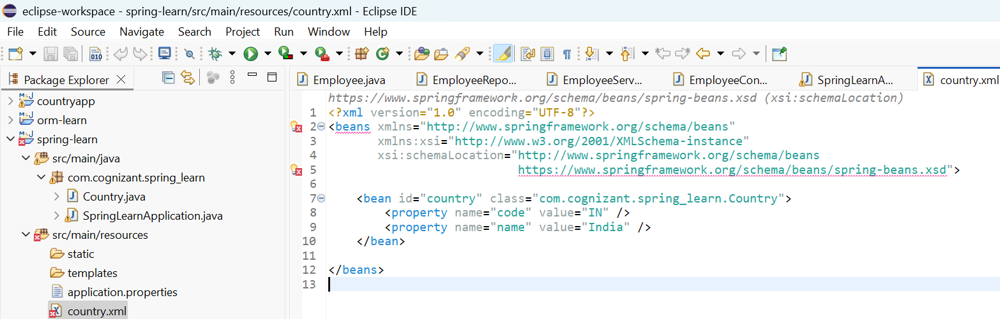 eclipse-workspace - spring-learn/src/main/resources/country.xml - Eclipse IDE
File Edit Source Navigate Search Project Run Window Help
Package Explorer
countryapp
orm-learn
spring-learn
src/main/java
com.cognizant.spring_learn
Country.java
SpringLearnApplication.java
src/main/resources
static
templates
application.properties
country.xml
Employee.java EmployeeRepo... EmployeeServ... EmployeeCon... SpringLearnA... country.xml
https://www.springframework.org/schema/beans/spring-beans.xsd (xsi:schemaLocation)
1 <?xml version="1.0" encoding="UTF-8"?>
2 <beans xmlns="http://www.springframework.org/schema/beans"
3 xmlns:xsi="http://www.w3.org/2001/XMLSchema-instance"
4 xsi:schemaLocation="http://www.springframework.org/schema/beans
5 https://www.springframework.org/schema/beans/spring-beans.xsd">
6
7 <bean id="country" class="com.cognizant.spring_learn.Country">
8 <property name="code" value="IN" />
9 <property name="name" value="India" />
10 </bean>
11
12 </beans>
13